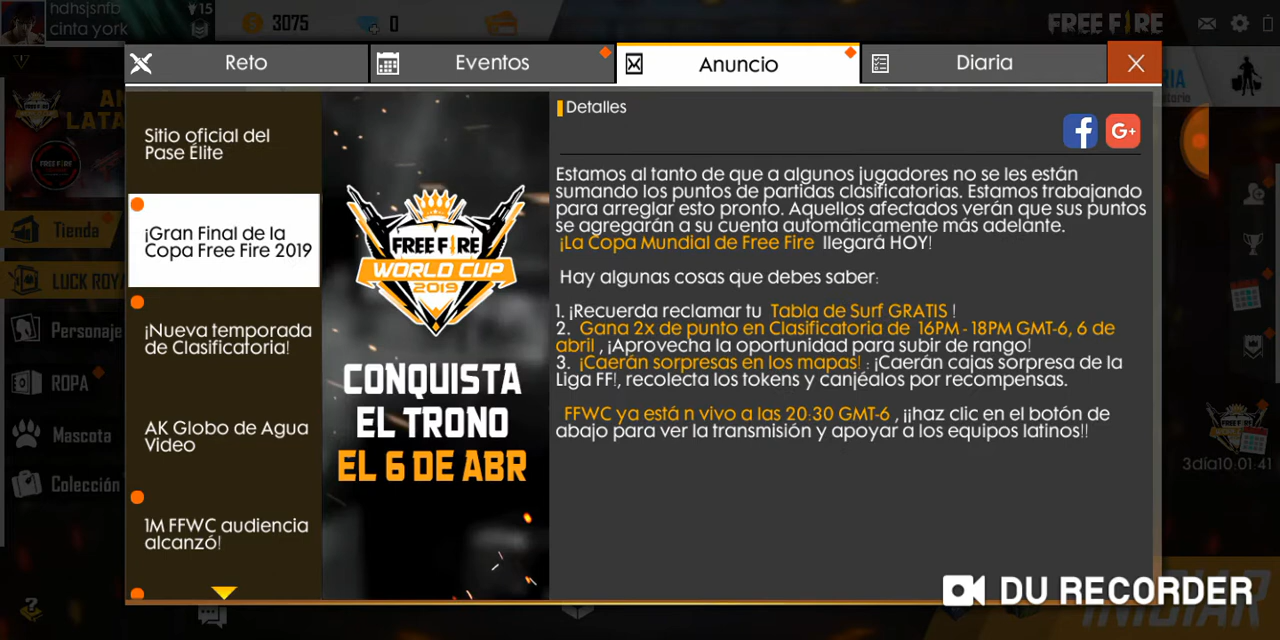 hdhsjsnfb
cinta york
15
3075
0
FREE FIRE
Reto
Eventos
Anuncio
Diaria
Sitio oficial del
Pase Élite
¡Gran Final de la
Copa Free Fire 2019
¡Nueva temporada
de Clasificatoria!
AK Globo de Agua
Video
1M FFWC audiencia
alcanzó!
FREE FIRE
WORLD CUP
2019
CONQUISTA
EL TRONO
EL 6 DE ABR
Detalles
G+
Estamos al tanto de que a algunos jugadores no se les están
sumando los puntos de partidas clasificatorias. Estamos trabajando
para arreglar esto pronto. Aquellos afectados verán que sus puntos
se agregarán a su cuenta automáticamente más adelante.
¡La Copa Mundial de Free Fire llegará HOY!
Hay algunas cosas que debes saber:
1. ¡Recuerda reclamar tu Tabla de Surf GRATIS !
2. Gana 2x de punto en Clasificatoria de 16PM - 18PM GMT-6, 6 de
abril , ¡Aprovecha la oportunidad para subir de rango!
3. ¡Caerán sorpresas en los mapas! : ¡Caerán cajas sorpresa de la
Liga FF!, recolecta los tokens y canjéalos por recompensas.
FFWC ya está n vivo a las 20:30 GMT-6 , ¡¡haz clic en el botón de
abajo para ver la transmisión y apoyar a los equipos latinos!!
Tienda
LUCK ROYA
Personaje
ROPA
Mascota
Colección
3día10:01:41
DU RECORDER